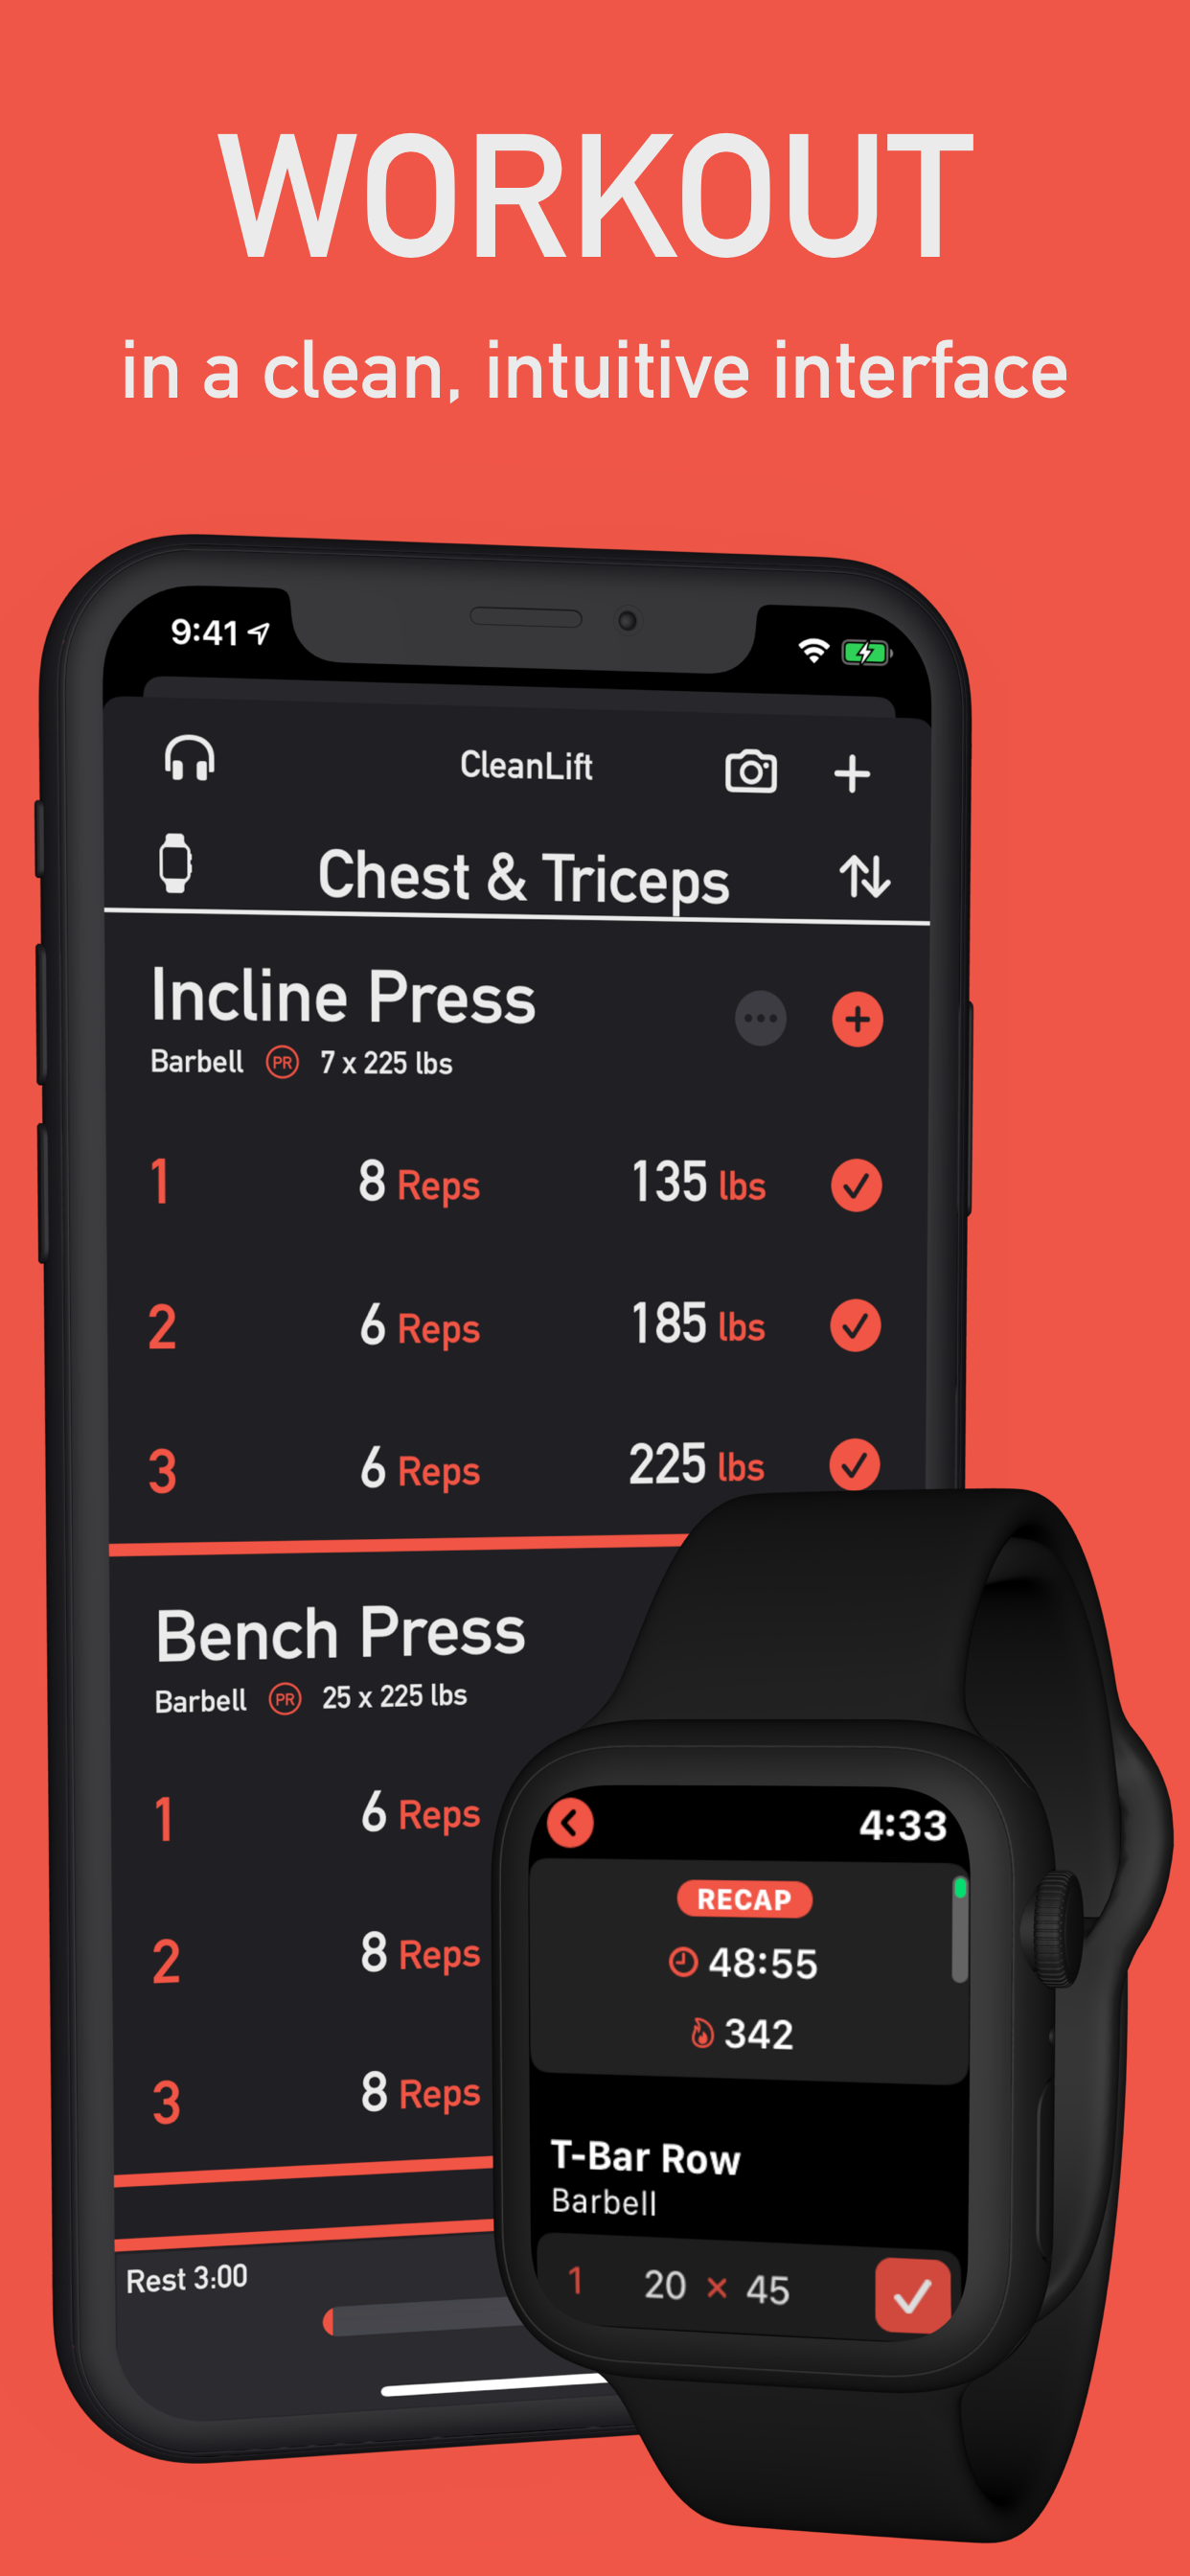 WORKOUT
in a clean, intuitive interface
9:41
CleanLift
Chest & Triceps
Incline Press
Barbell PR 7 x 225 lbs
1 8 Reps 135 lbs
2 6 Reps 185 lbs
3 6 Reps 225 lbs
Bench Press
Barbell PR 25 x 225 lbs
1 6 Reps
2 8 Reps
3 8 Reps
Rest 3:00
4:33
RECAP
48:55
342
T-Bar Row
Barbell
1 20 × 45